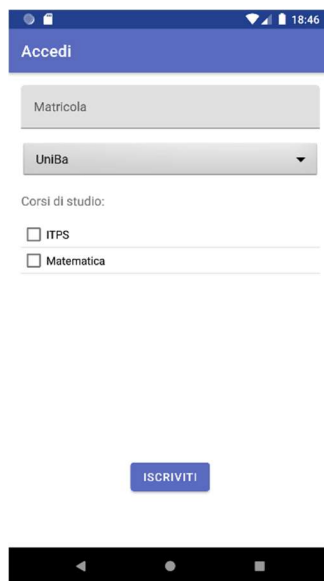 18:46
Accedi
Matricola
UniBa
Corsi di studio:
ITPS
Matematica
ISCRIVITI